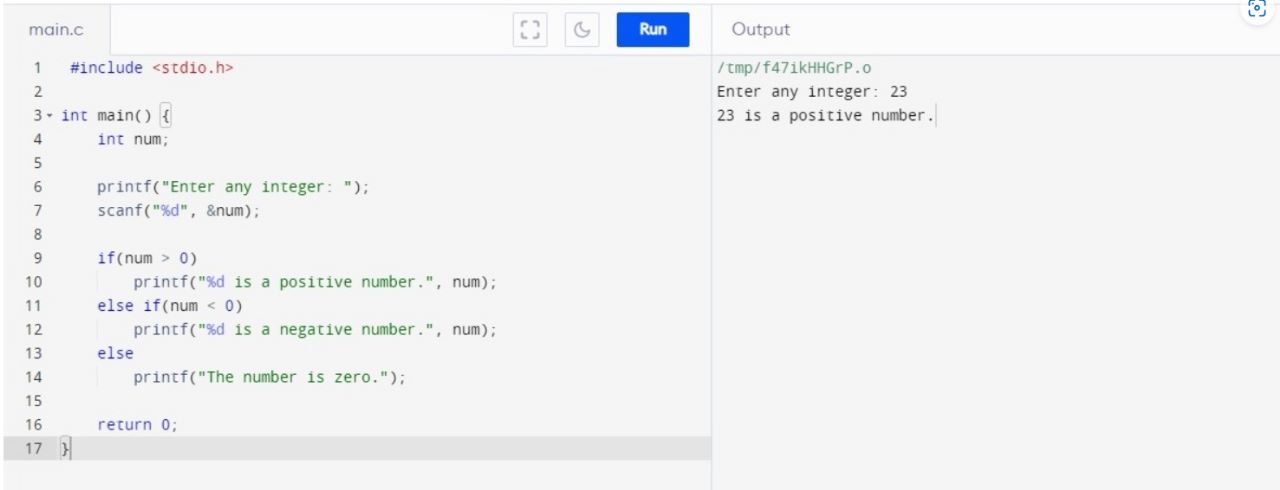 main.c
Run
Output
1 #include <stdio.h>
2
3 int main() {
4     int num;
5
6     printf("Enter any integer: ");
7     scanf("%d", &num);
8
9     if(num > 0)
10         printf("%d is a positive number.", num);
11     else if(num < 0)
12         printf("%d is a negative number.", num);
13     else
14         printf("The number is zero.");
15
16     return 0;
17 }
/tmp/f47ikHHGrP.o
Enter any integer: 23
23 is a positive number.